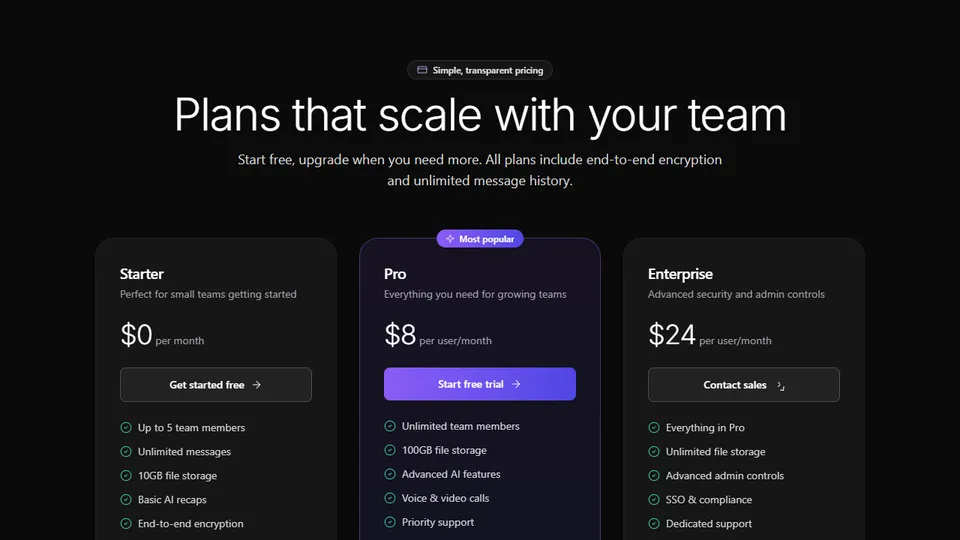 Simple, transparent pricing
Plans that scale with your team
Start free, upgrade when you need more. All plans include end-to-end encryption
and unlimited message history.
Most popular
Starter
Perfect for small teams getting started
$0 per month
Get started free
Up to 5 team members
Unlimited messages
10GB file storage
Basic AI recaps
End-to-end encryption
Pro
Everything you need for growing teams
$8 per user/month
Start free trial
Unlimited team members
100GB file storage
Advanced AI features
Voice & video calls
Priority support
Enterprise
Advanced security and admin controls
$24 per user/month
Contact sales
Everything in Pro
Unlimited file storage
Advanced admin controls
SSO & compliance
Dedicated support